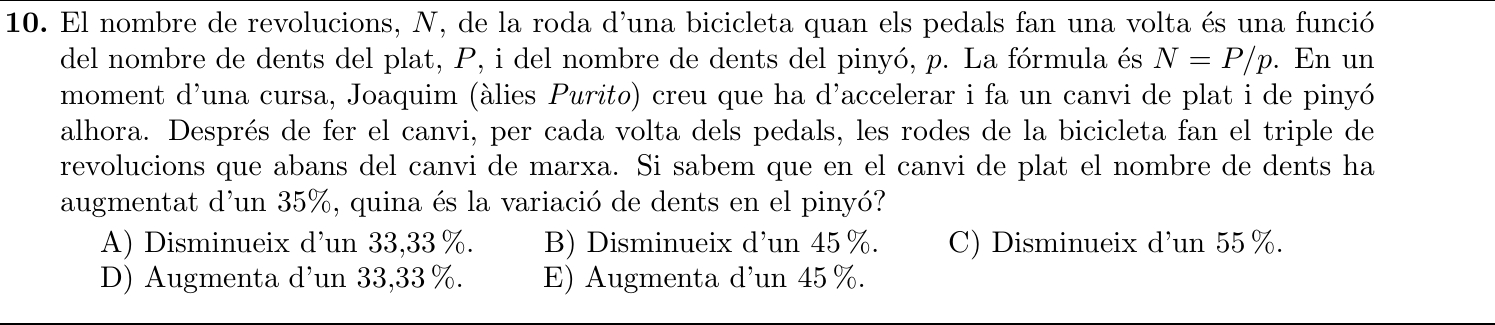 10. El nombre de revolucions, N, de la roda d'una bicicleta quan els pedals fan una volta és una funció
del nombre de dents del plat, P, i del nombre de dents del pinyó, p. La fórmula és N = P/p. En un
moment d'una cursa, Joaquim (àlies Purito) creu que ha d'accelerar i fa un canvi de plat i de pinyó
alhora. Després de fer el canvi, per cada volta dels pedals, les rodes de la bicicleta fan el triple de
revolucions que abans del canvi de marxa. Si sabem que en el canvi de plat el nombre de dents ha
augmentat d'un 35%, quina és la variació de dents en el pinyó?
A) Disminueix d'un 33,33 %. B) Disminueix d'un 45 %. C) Disminueix d'un 55 %.
D) Augmenta d'un 33,33 %. E) Augmenta d'un 45 %.